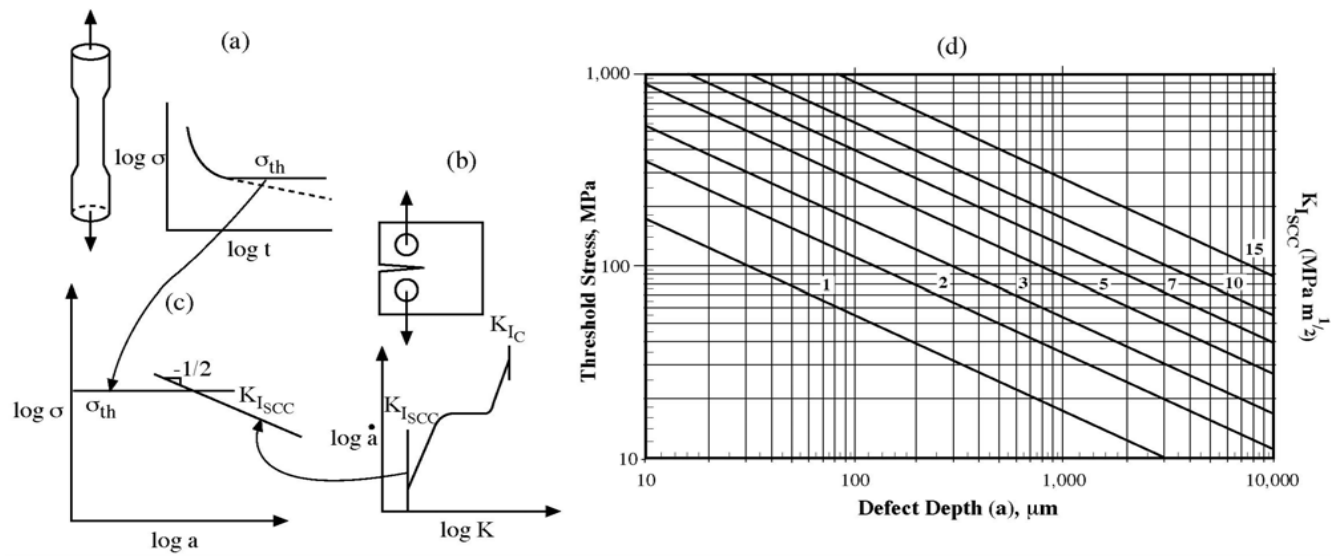 (a)
log σ
σth
log t
(b)
(c)
log σ
σth
-1/2
KISCC
log a
KIC
KISCC
log ȧ
log K
(d)
Threshold Stress, MPa
1,000
100
10
10
100
1,000
10,000
Defect Depth (a), μm
1
2
3
5
7
10
15
KISCC (MPa m1/2)